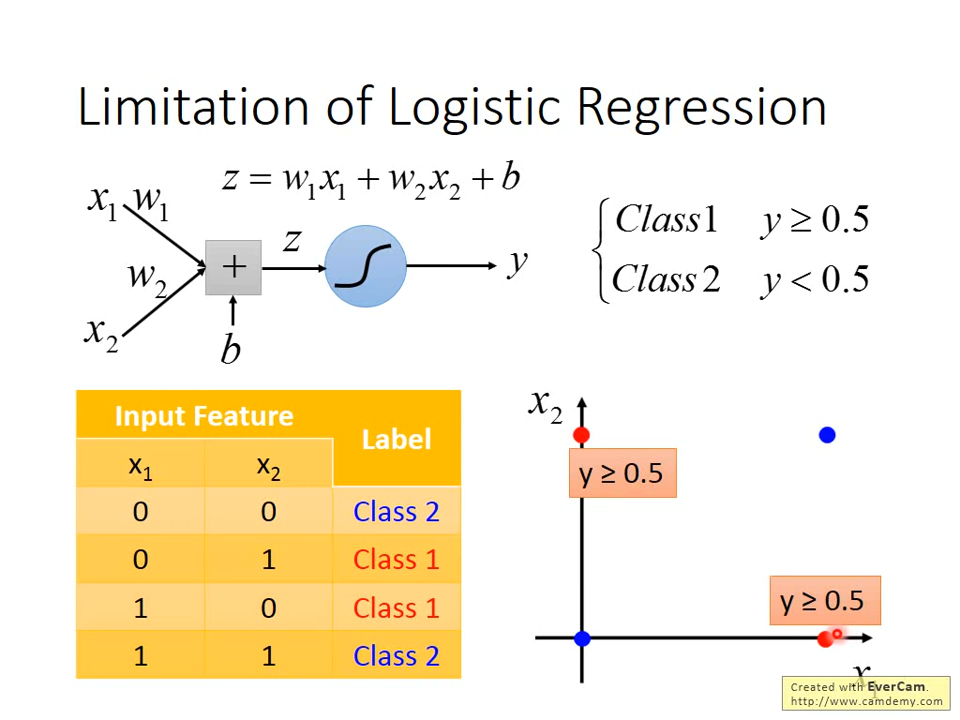 Limitation of Logistic Regression
z = w₁x₁ + w₂x₂ + b
x₁ w₁
w₂
x₂
+
z
b
y
Class1 y ≥ 0.5
Class 2 y < 0.5
Input Feature Label
x₁ x₂
0 0 Class 2
0 1 Class 1
1 0 Class 1
1 1 Class 2
x₂
y ≥ 0.5
y ≥ 0.5
x₁
Created with EverCam.
http://www.camdemy.com